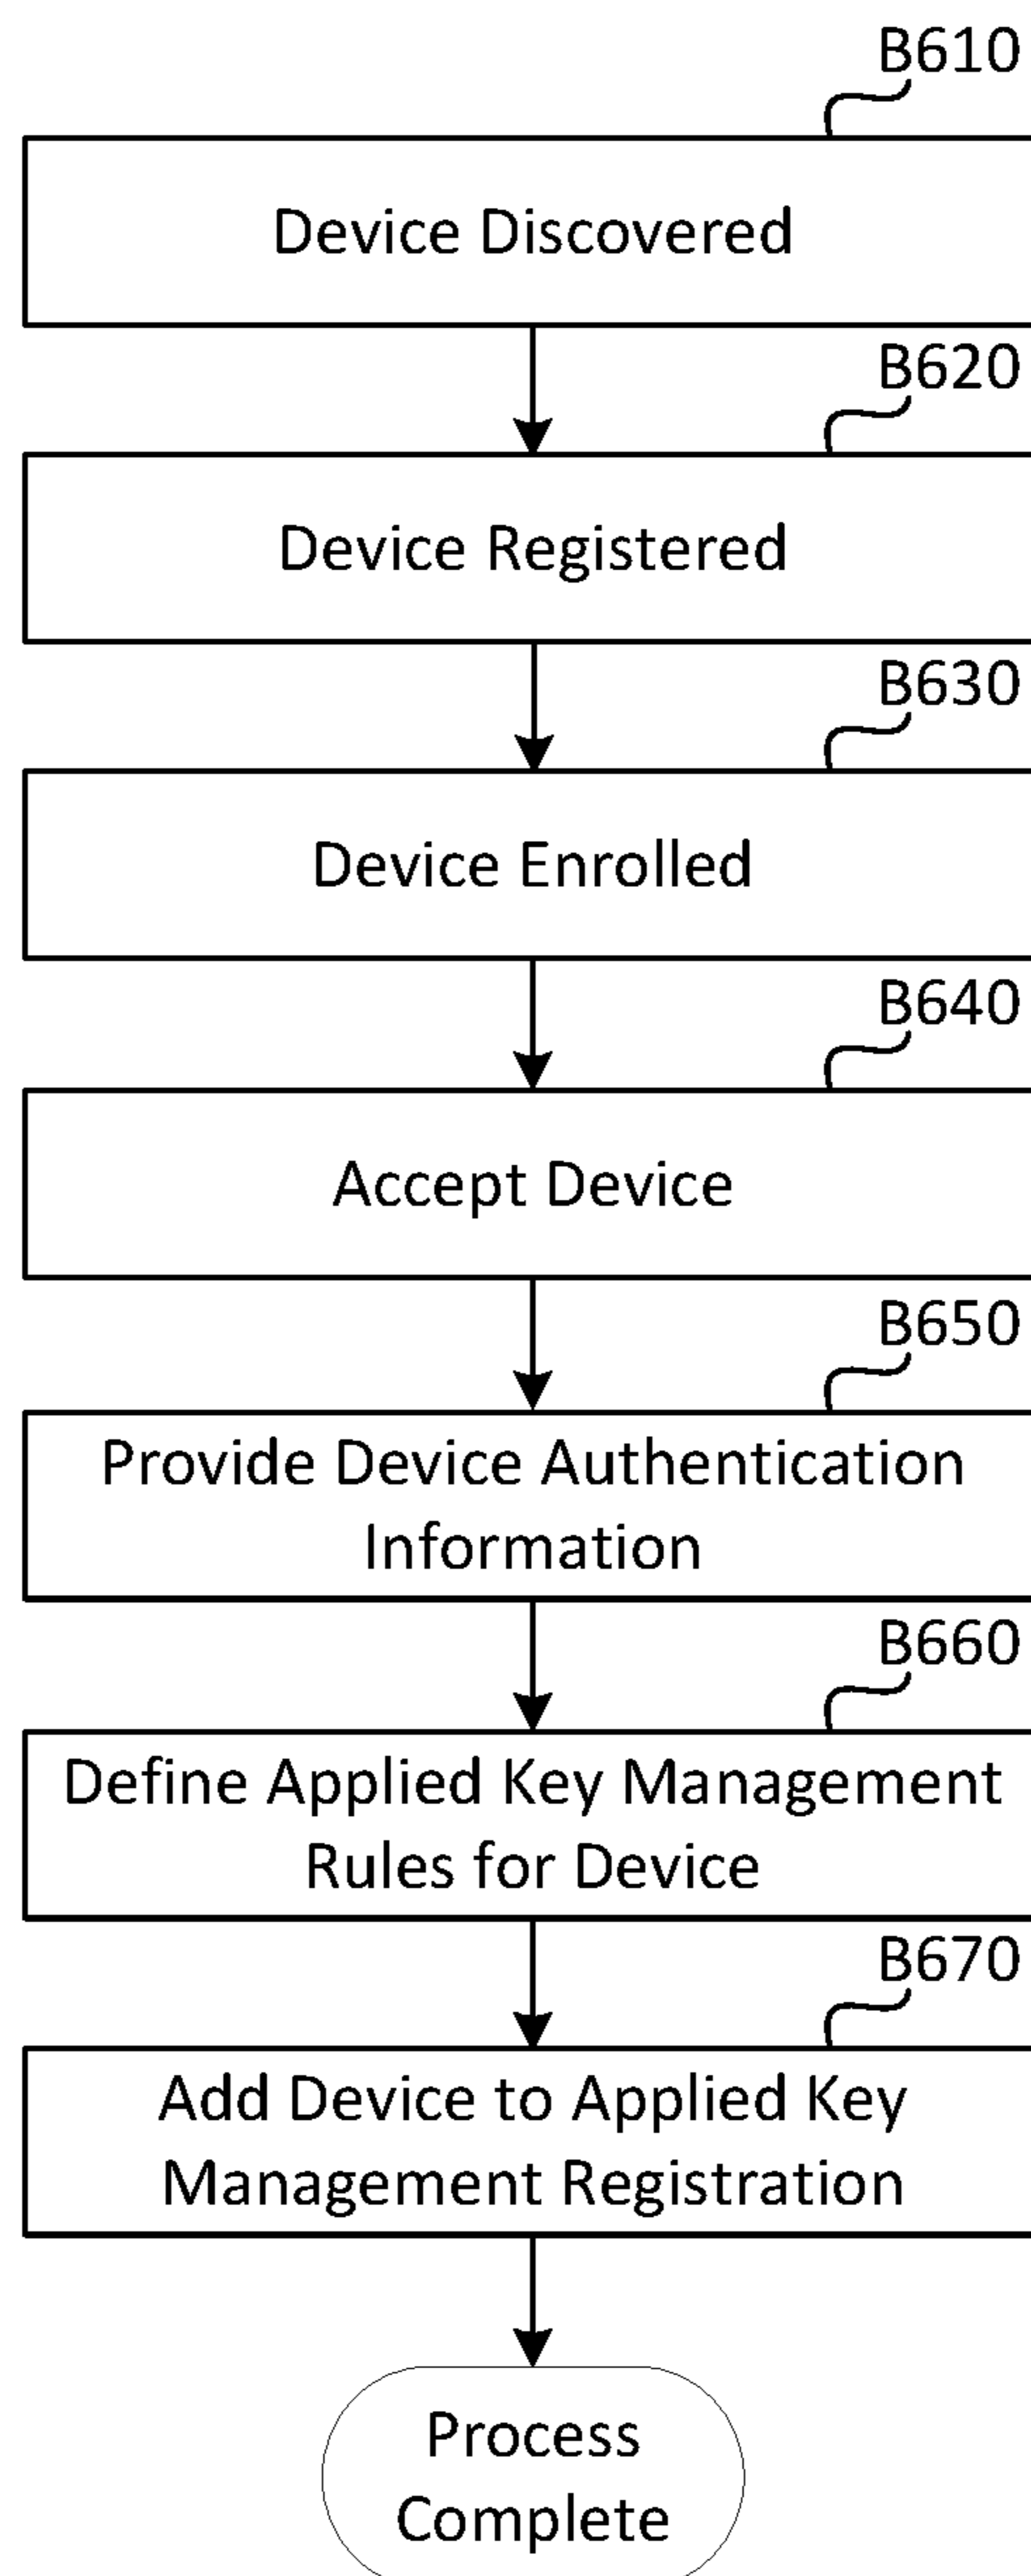 B610
Device Discovered
B620
Device Registered
B630
Device Enrolled
B640
Accept Device
B650
Provide Device Authentication
Information
B660
Define Applied Key Management
Rules for Device
B670
Add Device to Applied Key
Management Registration
Process
Complete